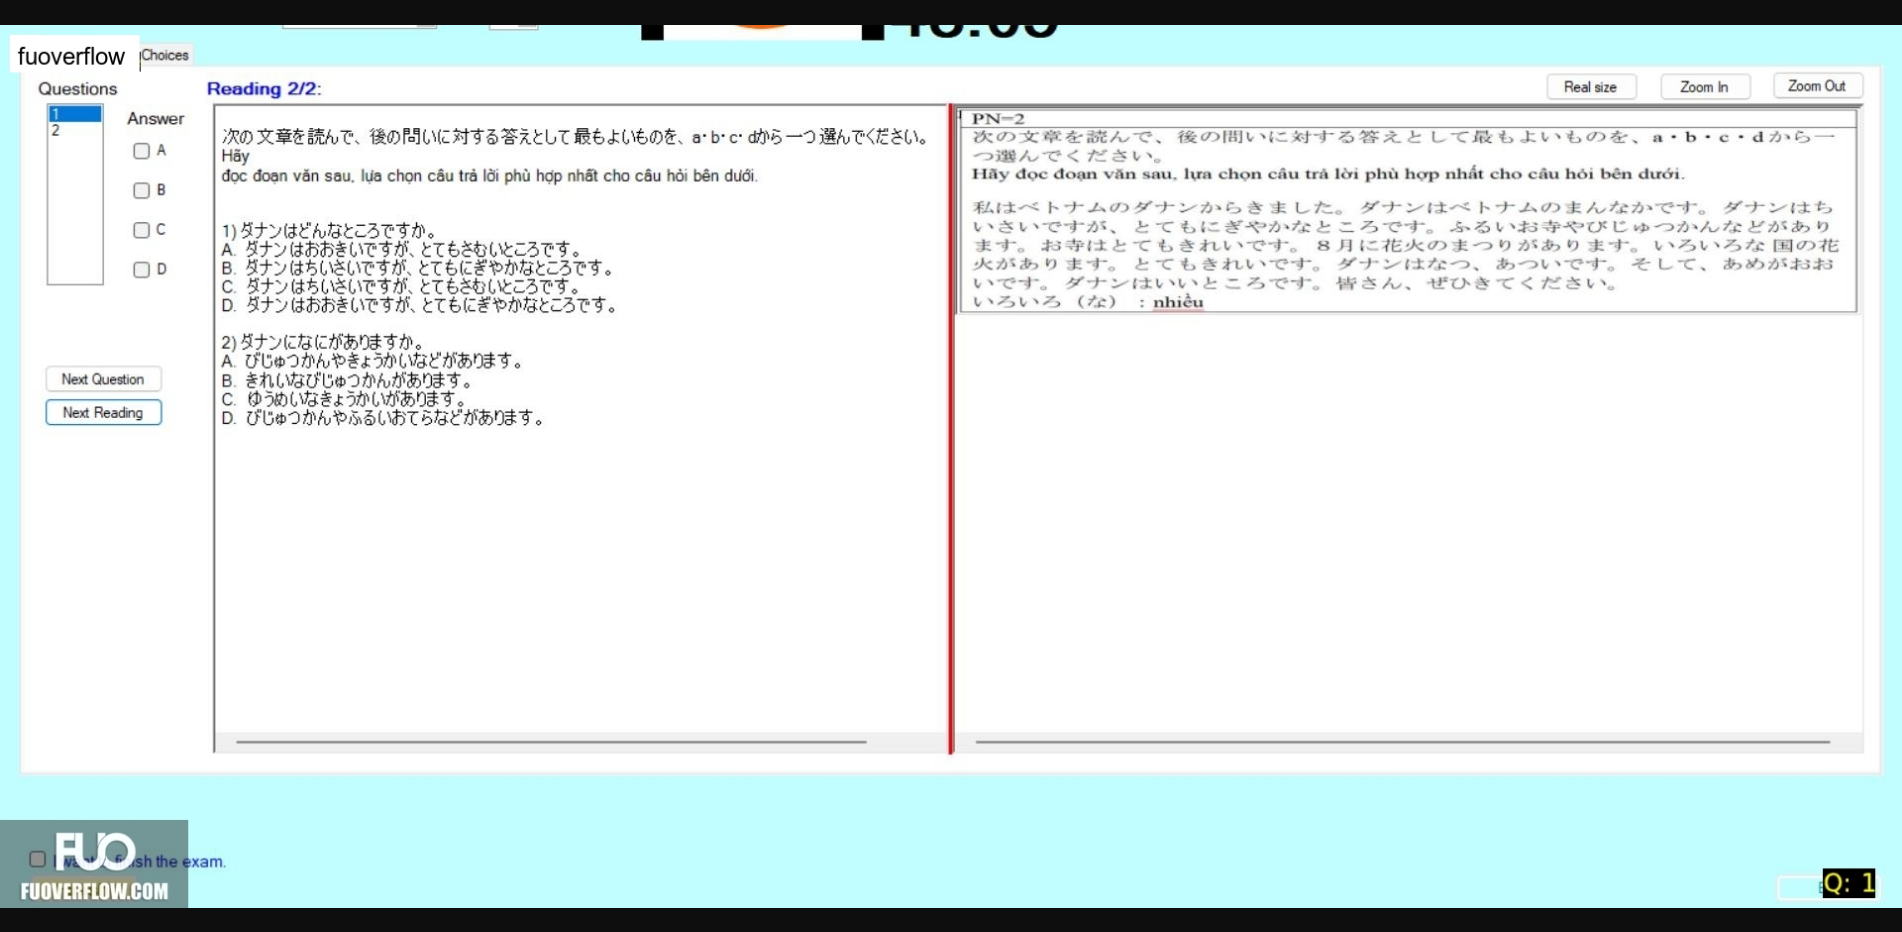 48:05
fuoverflow
Choices
Questions
Reading 2/2:
Real size
Zoom In
Zoom Out
1
2
Answer
A
B
C
D
Next Question
Next Reading
次の文章を読んで、後の問いに対する答えとして最もよいものを、a・b・c・dから一つ選んでください。
Hãy
đọc đoạn văn sau, lựa chọn câu trả lời phù hợp nhất cho câu hỏi bên dưới.
1) ダナンはどんなところですか。
A. ダナンはおおきいですが、とてもさむいところです。
B. ダナンはちいさいですが、とてもにぎやかなところです。
C. ダナンはちいさいですが、とてもさむいところです。
D. ダナンはおおきいですが、とてもにぎやかなところです。
2) ダナンになにがありますか。
A. びじゅつかんやきょうかいなどがあります。
B. きれいなびじゅつかんがあります。
C. ゆうめいなきょうかいがあります。
D. びじゅつかんやふるいおてらなどがあります。
PN=2
次の文章を読んで、後の問いに対する答えとして最もよいものを、a・b・c・dから一
つ選んでください。
Hãy đọc đoạn văn sau, lựa chọn câu trả lời phù hợp nhất cho câu hỏi bên dưới.
私はベトナムのダナンからきました。ダナンはベトナムのまんなかです。ダナンはち
いさいですが、とてもにぎやかなところです。ふるいお寺やびじゅつかんなどがあり
ます。お寺はとてもきれいです。８月に花火のまつりがあります。いろいろな国の花
火があります。とてもきれいです。ダナンはなつ、あついです。そして、あめがおお
いです。ダナンはいいところです。皆さん、ぜひきてください。
いろいろ（な）：nhiều
FUO
finish the exam.
FUOVERFLOW.COM
Q: 1